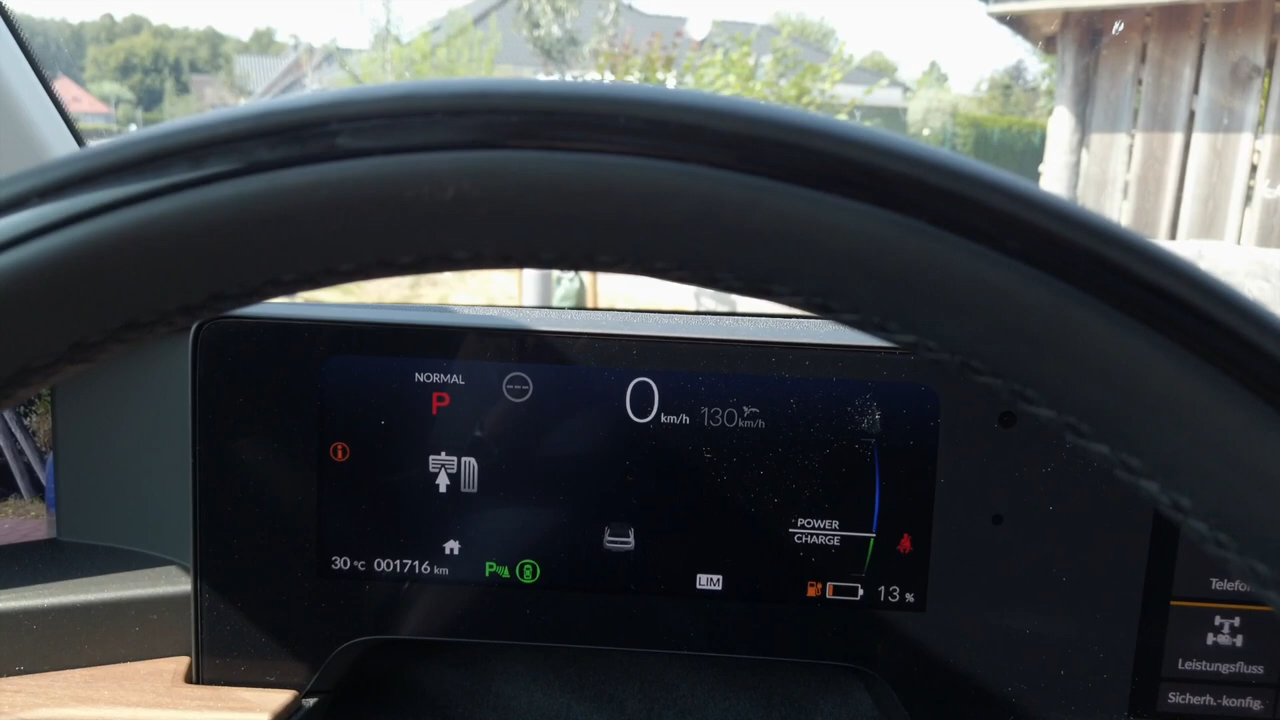 NORMAL
P
0 km/h 130 km/h
POWER
CHARGE
30 °C 001716 km
P
LIM
13 %
Telefon
Leistungsfluss
Sicherh.-konfig.